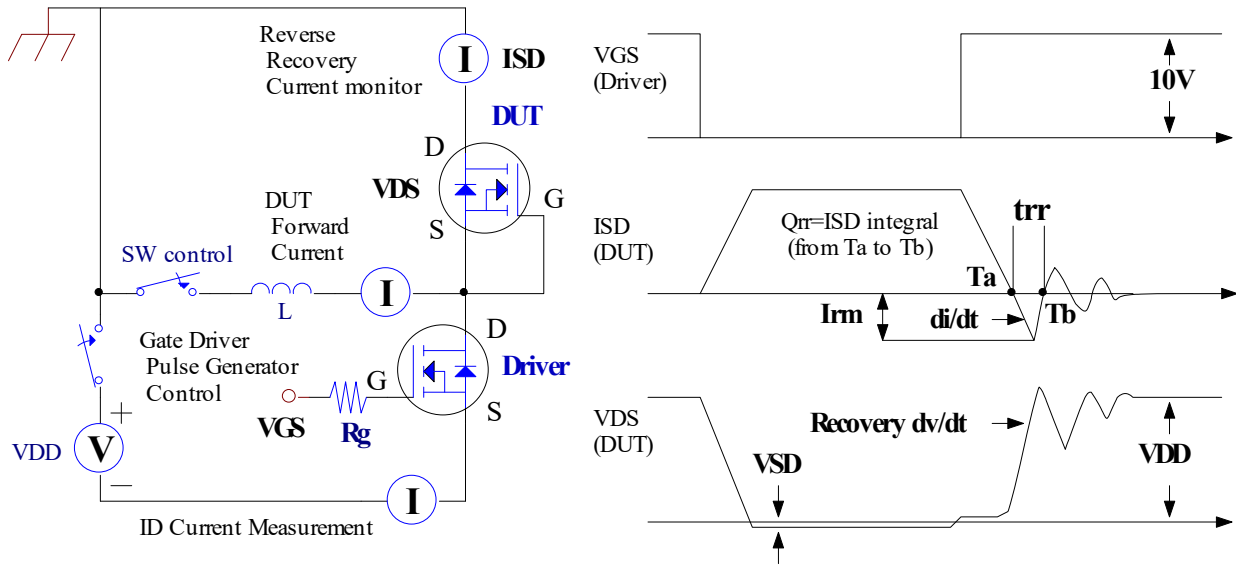 Reverse
Recovery
Current monitor
I
ISD
DUT
D
VDS
G
S
DUT
Forward
Current
SW control
L
I
Gate Driver
Pulse Generator
Control
D
Driver
G
S
VGS
Rg
+
VDD
V
–
I
ID Current Measurement
VGS
(Driver)
10V
ISD
(DUT)
Qrr=ISD integral
(from Ta to Tb)
trr
Ta
Irm
di/dt
Tb
VDS
(DUT)
Recovery dv/dt
VSD
VDD